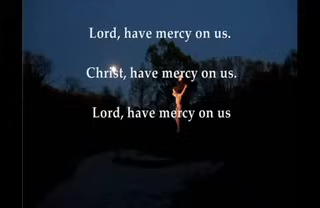 Lord, have mercy on us.
Christ, have mercy on us.
Lord, have mercy on us